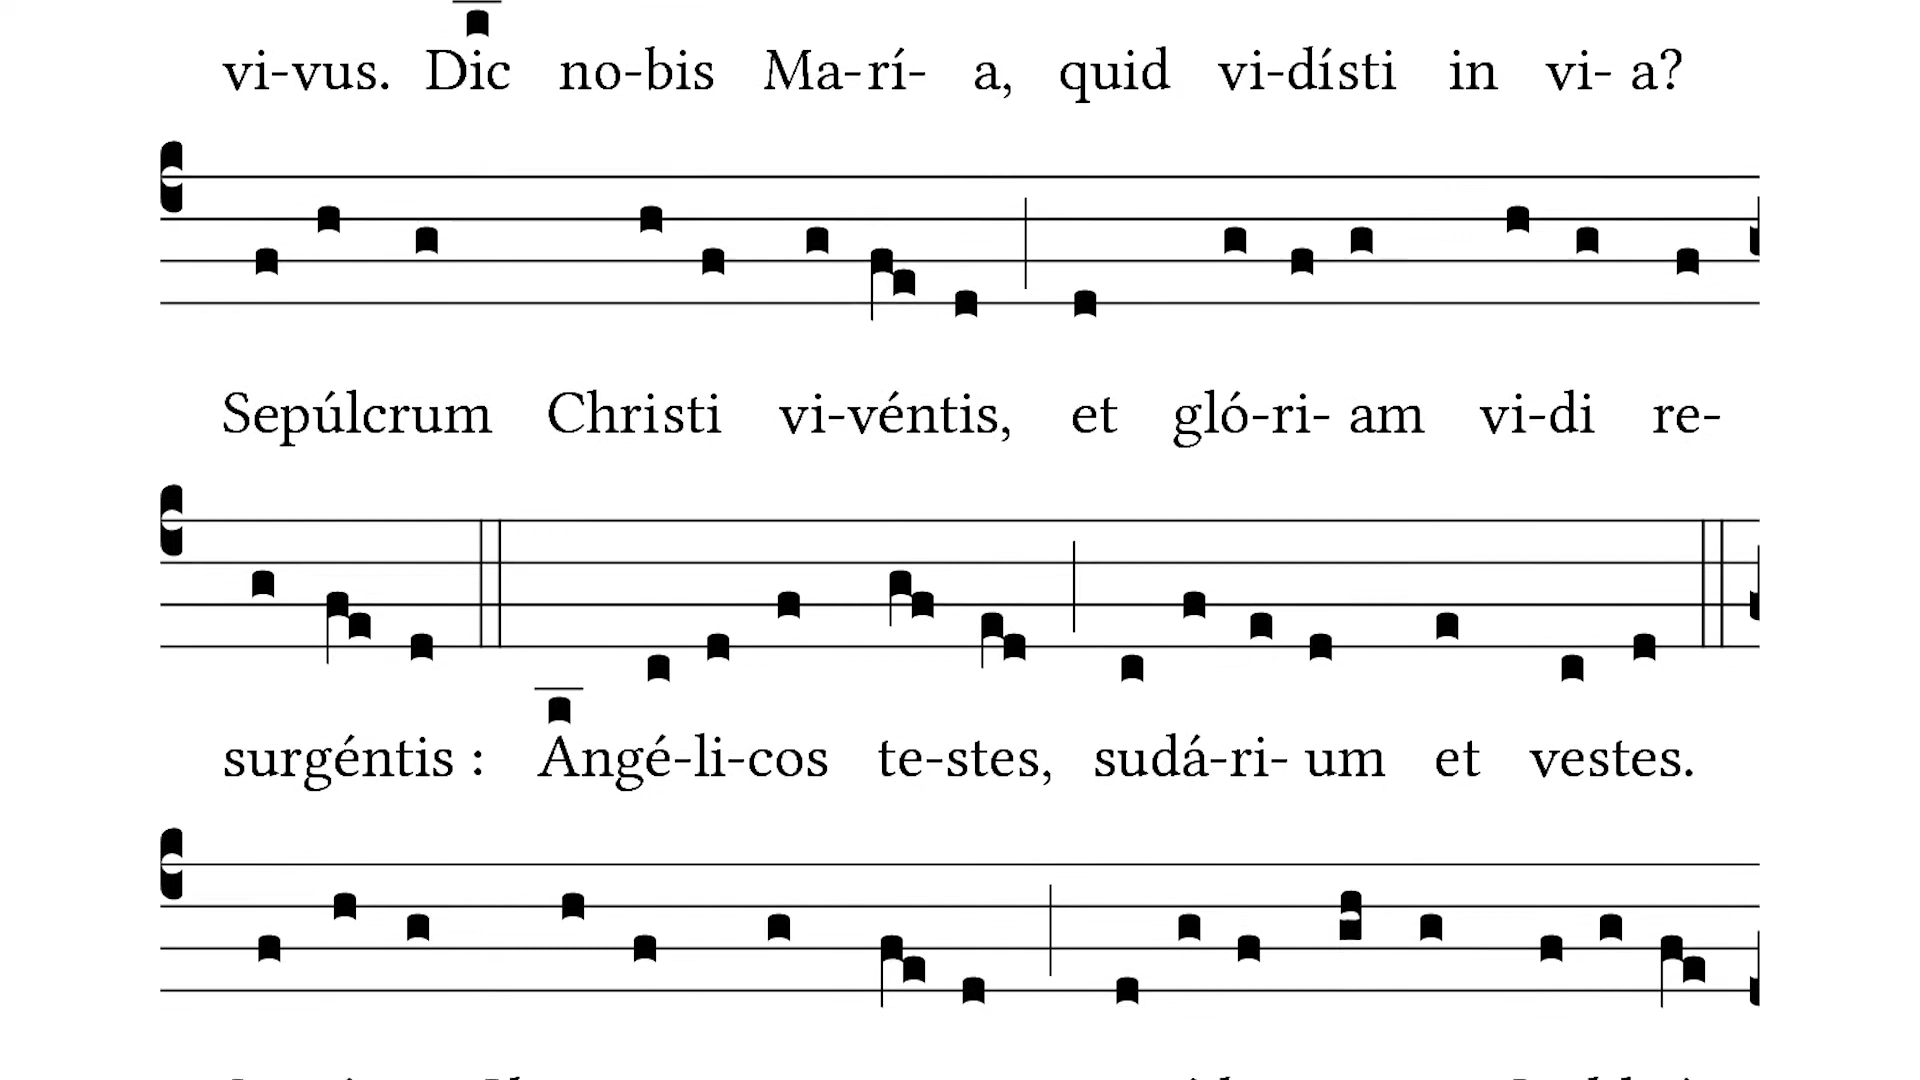 vi-vus. Dic no-bis Ma-rí- a, quid vi-dísti in vi- a?
Sepúlcrum Christi vi-véntis, et gló-ri- am vi-di re-
surgéntis : Angé-li-cos te-stes, sudá-ri- um et vestes.